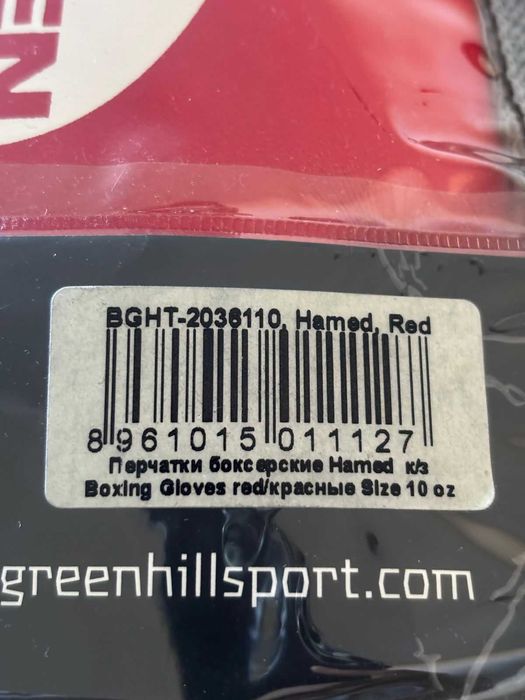 EN
BGHT-2036110, Hamed, Red
8 961015 011127
Перчатки боксерские Hamed к/з
Boxing Gloves red/красные Size 10 oz
greenhillsport.com